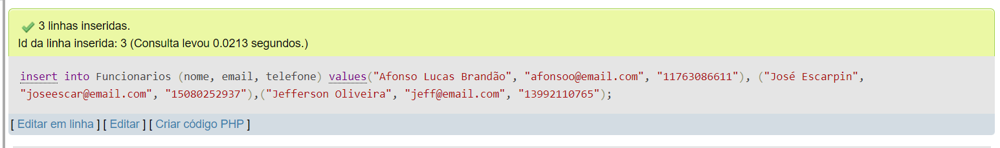 3 linhas inseridas.
Id da linha inserida: 3 (Consulta levou 0.0213 segundos.)
insert into Funcionarios (nome, email, telefone) values("Afonso Lucas Brandão", "afonsoo@email.com", "11763086611"), ("José Escarpin",
"joseescar@email.com", "15080252937"),("Jefferson Oliveira", "jeff@email.com", "13992110765");
[ Editar em linha ] [ Editar ] [ Criar código PHP ]